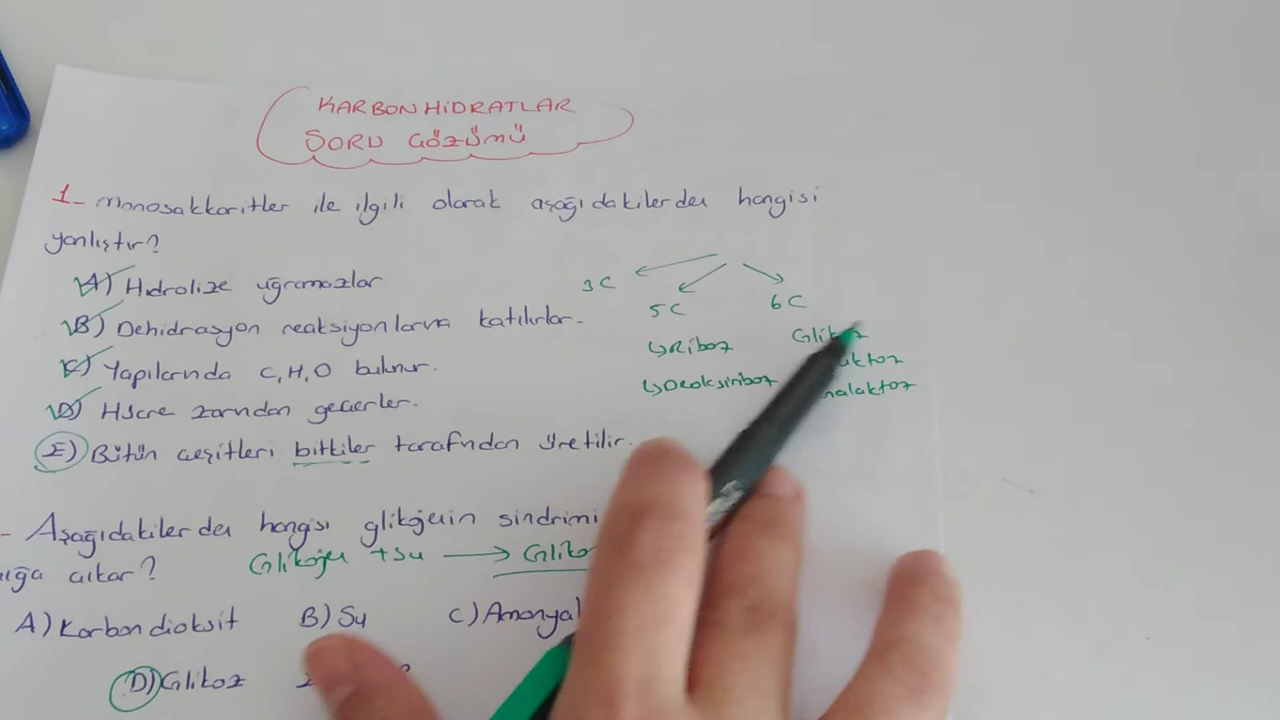 KARBONHİDRATLAR
SORU ÇÖZÜMÜ
1- Monosakkaritler ile ilgili olarak aşağıdakilerden hangisi
yanlıştır?
A) Hidrolize uğramazlar
B) Dehidrasyon reaksiyonlarına katılırlar.
C) Yapılarında C, H, O bulunur.
D) Hücre zarından geçerler.
E) Bütün çeşitleri bitkiler tarafından üretilir.
3C
5C
6C
Riboz
Deoksiriboz
- Aşağıdakilerden hangisi glikojenin sindirimi
çıkar?
Glikojen + su →
A) Karbondioksit B) Su C)
D) Glikoz